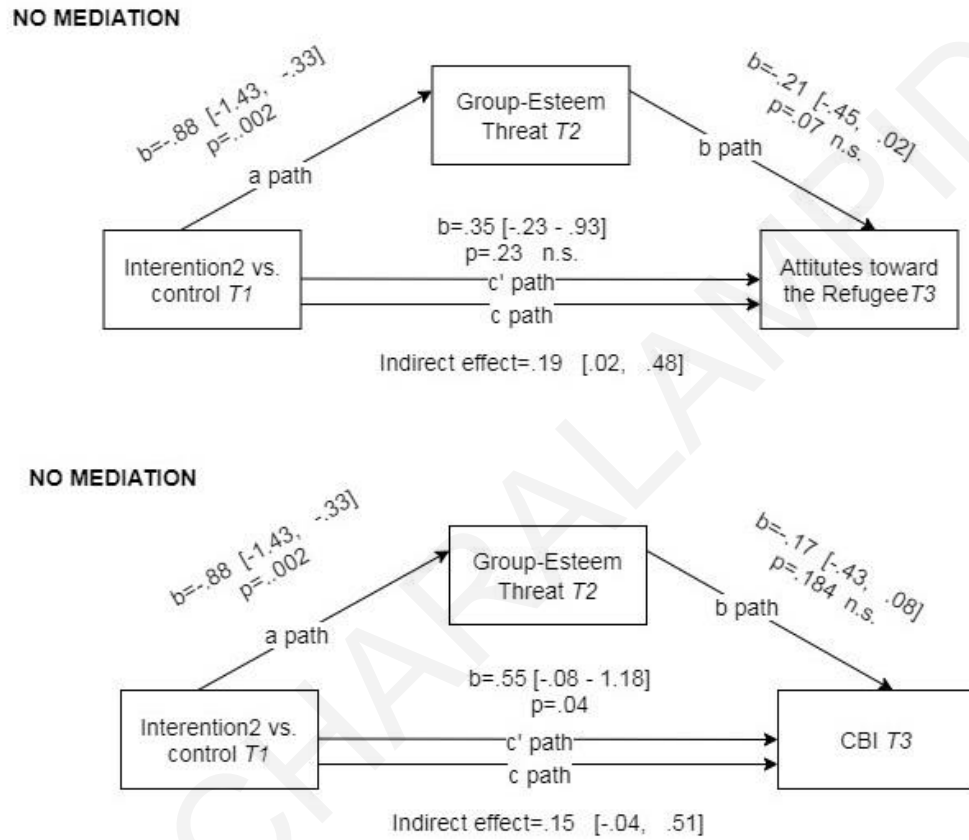 NO MEDIATION
b=-.88 [-1.43, -.33]
p=..002
a path
Group-Esteem
Threat T2
b=-.21 [-.45, .02]
p=.07 n.s.
b path
b=.35 [-.23 - .93]
p=.23 n.s.
c' path
c path
Interention2 vs.
control T1
Attitutes toward
the RefugeeT3
Indirect effect=.19 [.02, .48]
NO MEDIATION
b=-.88 [-1.43, -.33]
p=..002
a path
Group-Esteem
Threat T2
b=-.17 [-.43, .08]
p=.184 n.s.
b path
b=.55 [-.08 - 1.18]
p=.04
c' path
c path
Interention2 vs.
control T1
CBI T3
Indirect effect=.15 [-.04, .51]
CHARALAMPID